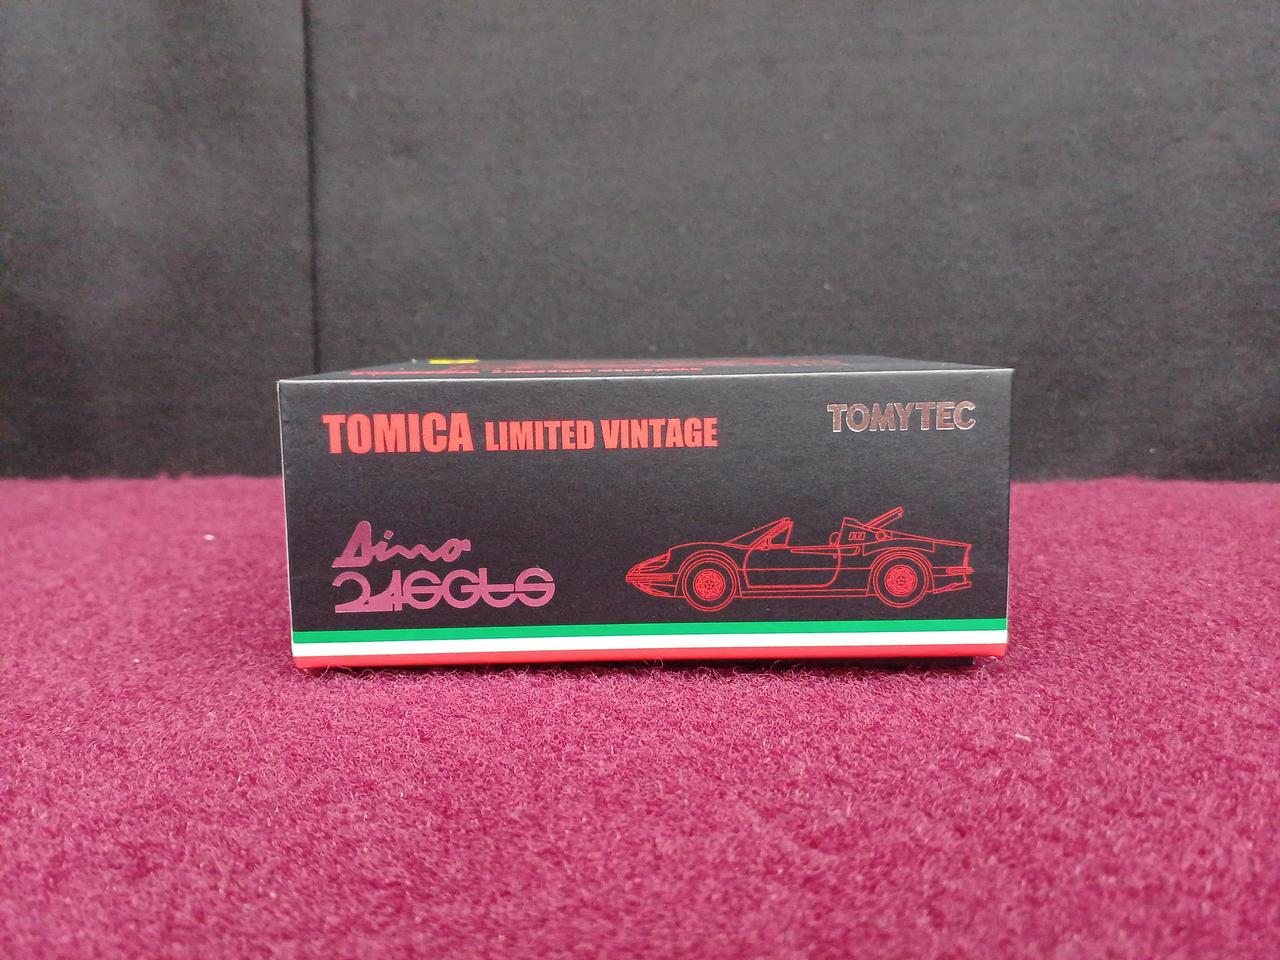 TOMICA LIMITED VINTAGE
TOMYTEC
Dino
246GTS